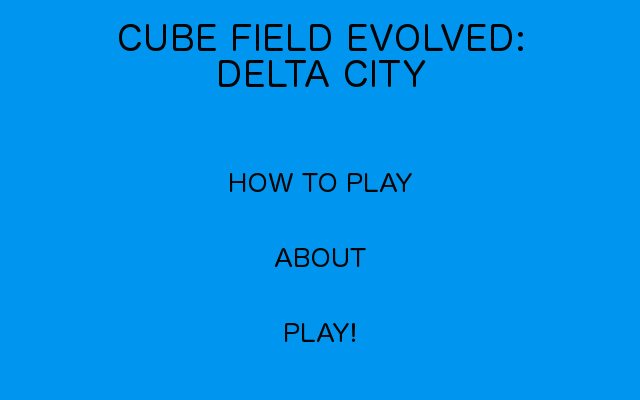 CUBE FIELD EVOLVED:
DELTA CITY
HOW TO PLAY
ABOUT
PLAY!